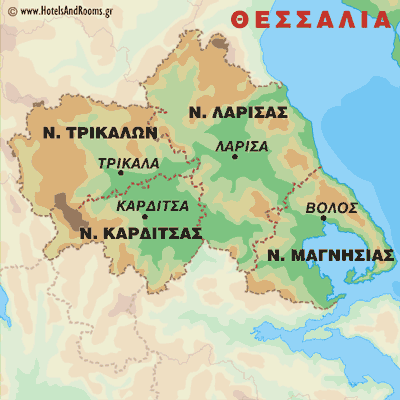 © www.HotelsAndRooms.gr
ΘΕΣΣΑΛΙΑ
Ν. ΛΑΡΙΣΑΣ
Ν. ΤΡΙΚΑΛΩΝ
ΛΑΡΙΣΑ
ΤΡΙΚΑΛΑ
ΚΑΡΔΙΤΣΑ
ΒΟΛΟΣ
Ν. ΚΑΡΔΙΤΣΑΣ
Ν. ΜΑΓΝΗΣΙΑΣ